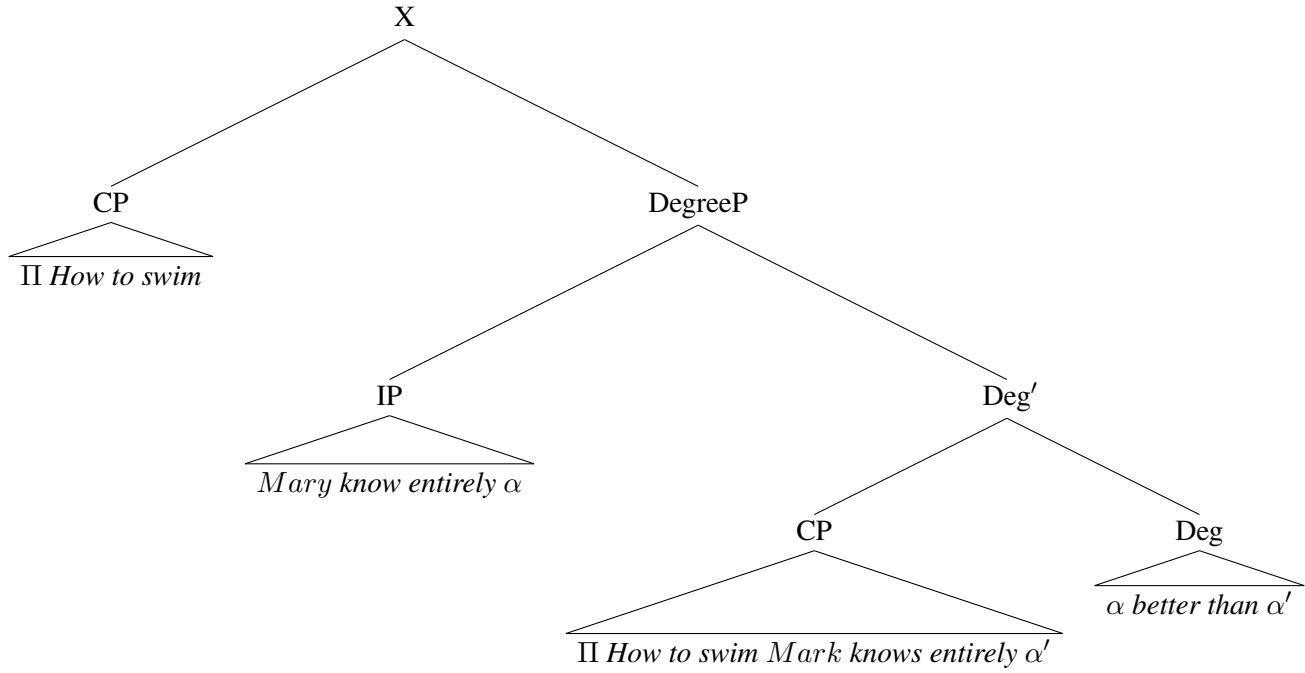 X
CP
DegreeP
Π How to swim
IP
Deg′
Mary know entirely α
CP
Deg
α better than α′
Π How to swim Mark knows entirely α′